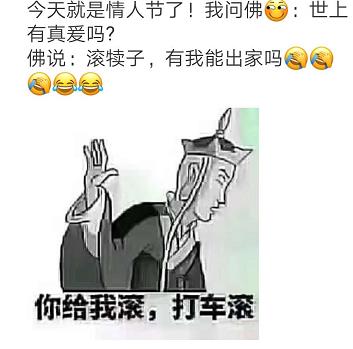 今天就是情人节了！我问佛🤭：世上
有真爱吗？
佛说：滚犊子，有我能出家吗🤣🤣
🤣😂😂
你给我滚，打车滚